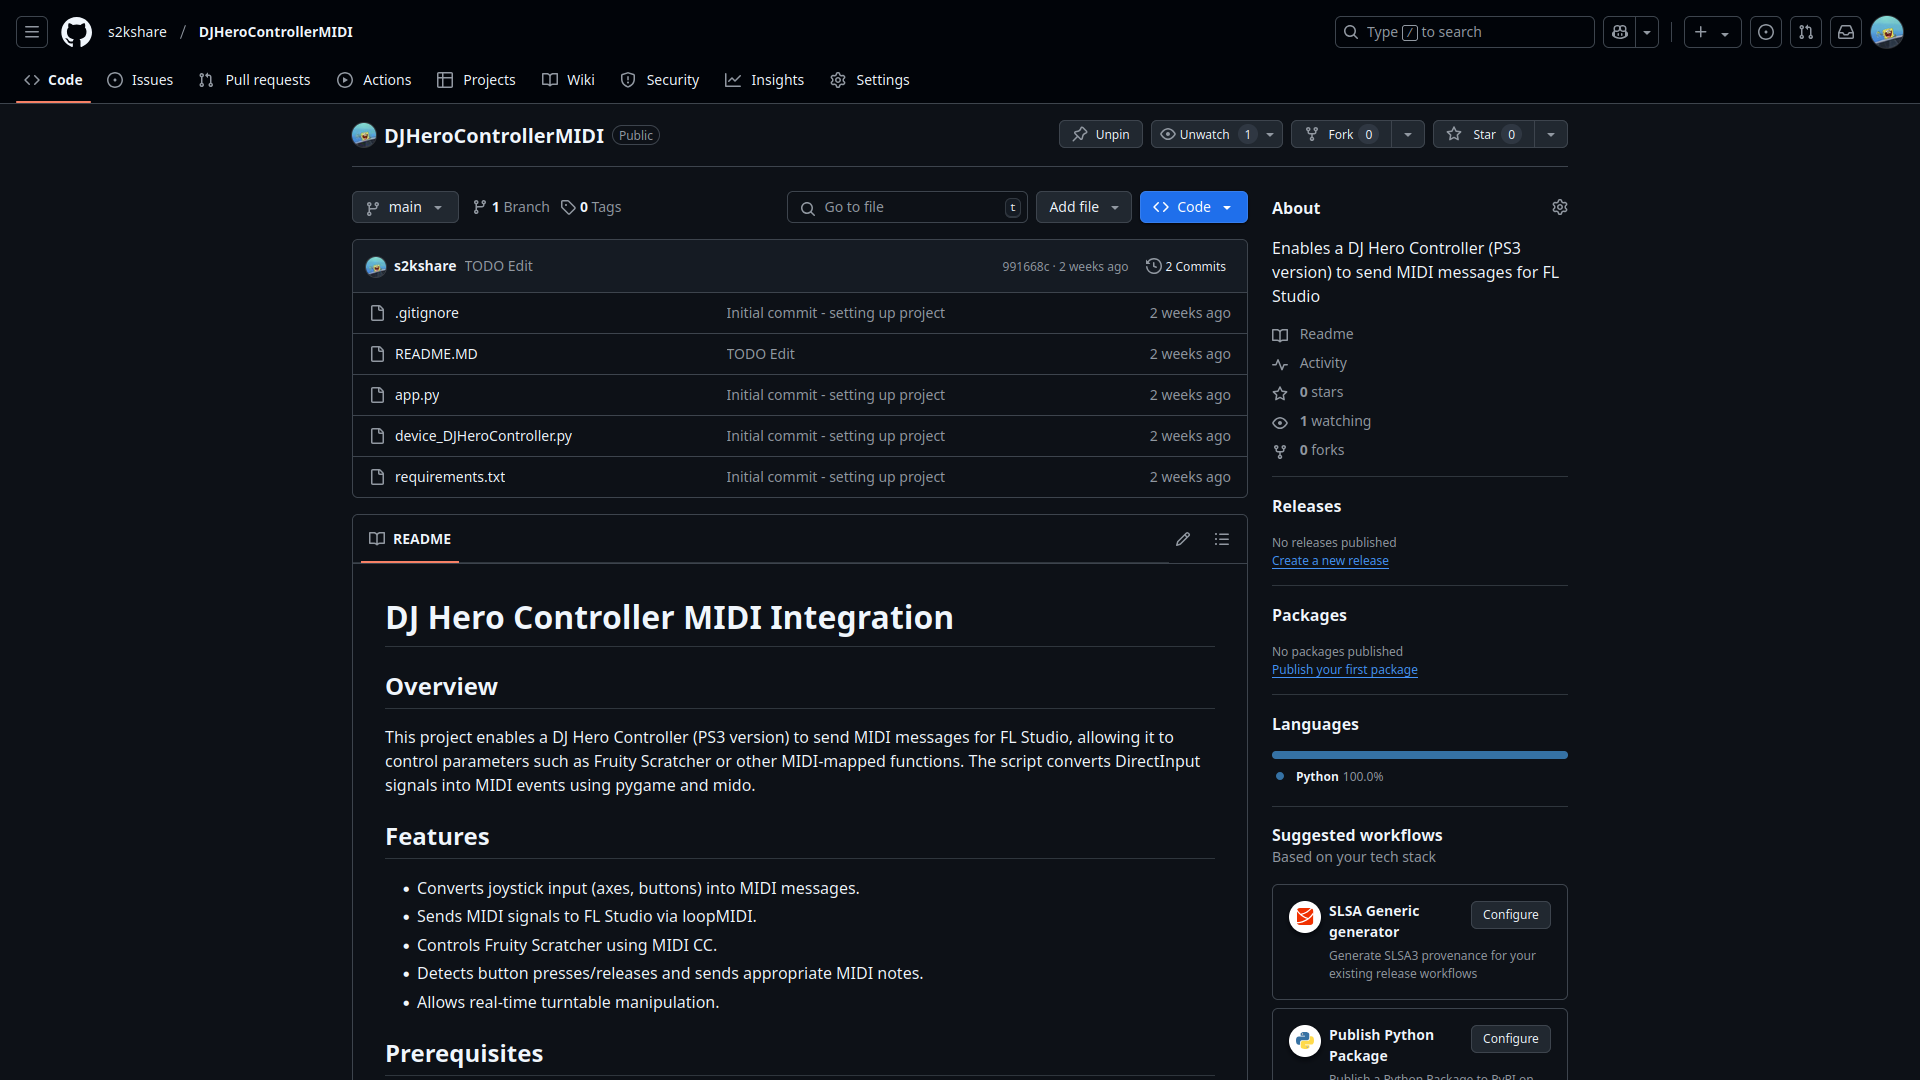 s2kshare / DJHeroControllerMIDI
Type / to search
Code Issues Pull requests Actions Projects Wiki Security Insights Settings
DJHeroControllerMIDI Public
Unpin Unwatch 1 Fork 0 Star 0
main 1 Branch 0 Tags Go to file t Add file Code
s2kshare TODO Edit 991668c · 2 weeks ago 2 Commits
.gitignore Initial commit - setting up project 2 weeks ago
README.MD TODO Edit 2 weeks ago
app.py Initial commit - setting up project 2 weeks ago
device_DJHeroController.py Initial commit - setting up project 2 weeks ago
requirements.txt Initial commit - setting up project 2 weeks ago
README
DJ Hero Controller MIDI Integration
Overview
This project enables a DJ Hero Controller (PS3 version) to send MIDI messages for FL Studio, allowing it to
control parameters such as Fruity Scratcher or other MIDI-mapped functions. The script converts DirectInput
signals into MIDI events using pygame and mido.
Features
Converts joystick input (axes, buttons) into MIDI messages.
Sends MIDI signals to FL Studio via loopMIDI.
Controls Fruity Scratcher using MIDI CC.
Detects button presses/releases and sends appropriate MIDI notes.
Allows real-time turntable manipulation.
Prerequisites
About
Enables a DJ Hero Controller (PS3
version) to send MIDI messages for FL
Studio
Readme
Activity
0 stars
1 watching
0 forks
Releases
No releases published
Create a new release
Packages
No packages published
Publish your first package
Languages
Python 100.0%
Suggested workflows
Based on your tech stack
SLSA Generic
generator
Configure
Generate SLSA3 provenance for your
existing release workflows
Publish Python
Package
Configure
Publish a Python Package to PyPI on